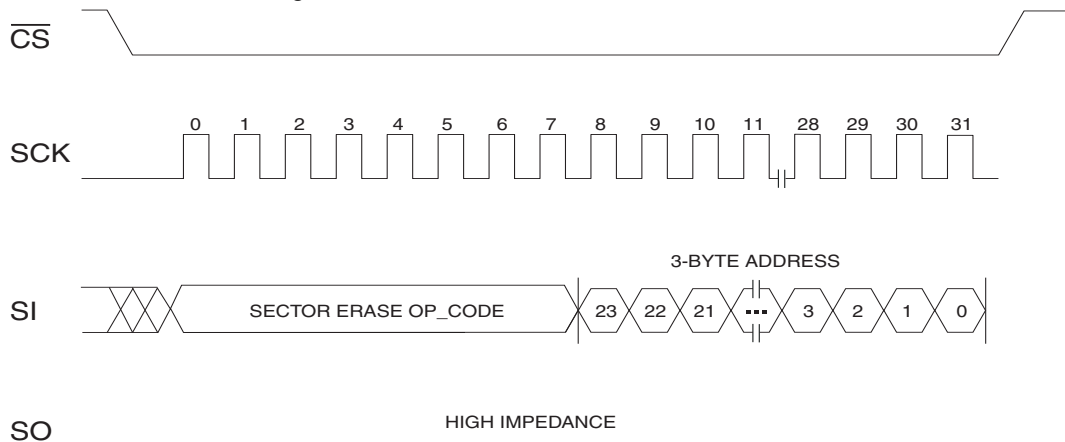 CS
0 1 2 3 4 5 6 7 8 9 10 11 28 29 30 31
SCK
3-BYTE ADDRESS
SI SECTOR ERASE OP_CODE 23 22 21 ... 3 2 1 0
HIGH IMPEDANCE
SO